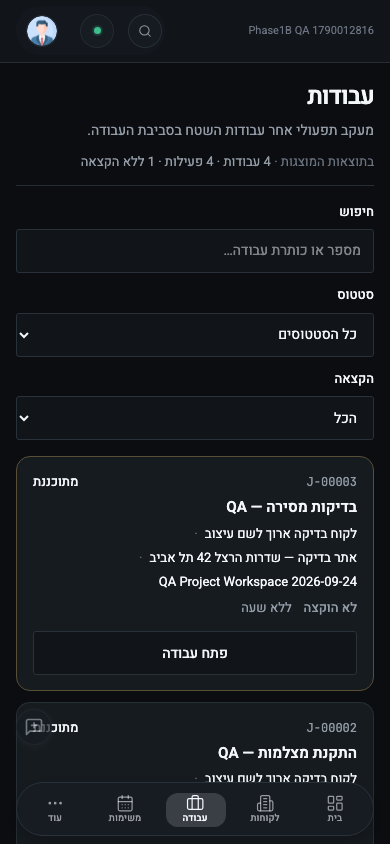 Phase1B QA 1790012816
עבודות
מעקב תפעולי אחר עבודות השטח בסביבת העבודה.
בתוצאות המוצגות · 4 עבודות · 4 פעילות · 1 ללא הקצאה
חיפוש
מספר או כותרת עבודה...
סטטוס
כל הסטטוסים
הקצאה
הכל
J-00003 מתוכננת
בדיקות מסירה — QA
לקוח בדיקה ארוך לשם עיצוב ·
אתר בדיקה — שדרות הרצל 42 תל אביב ·
QA Project Workspace 2026-09-24
לא הוקצה ללא שעה
פתח עבודה
J-00002
התקנת מצלמות — QA
לקוח בדיקה ארוך לשם עיצוב ·
בית לקוחות עבודה משימות עוד